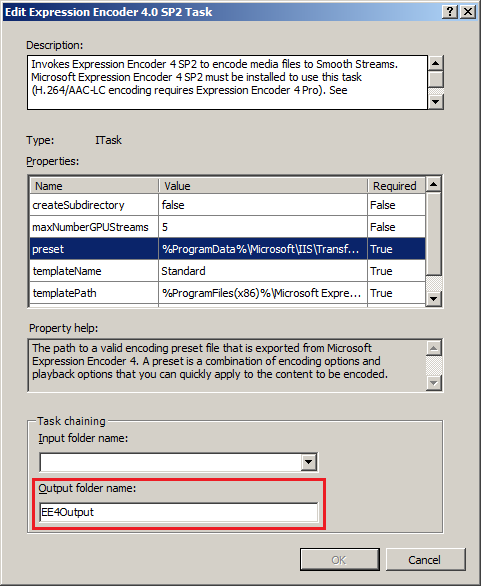 Edit Expression Encoder 4.0 SP2 Task
Description:
Invokes Expression Encoder 4 SP2 to encode media files to Smooth Streams.
Microsoft Expression Encoder 4 SP2 must be installed to use this task
(H.264/AAC-LC encoding requires Expression Encoder 4 Pro). See
Type: ITask
Properties:
Name Value Required
createSubdirectory false False
maxNumberGPUStreams 5 False
preset %ProgramData%\Microsoft\IIS\Transf... True
templateName Standard True
templatePath %ProgramFiles(x86)%\Microsoft Expre... True
Property help:
The path to a valid encoding preset file that is exported from Microsoft
Expression Encoder 4. A preset is a combination of encoding options and
playback options that you can quickly apply to the content to be encoded.
Task chaining
Input folder name:
Output folder name:
EE4Output
OK Cancel